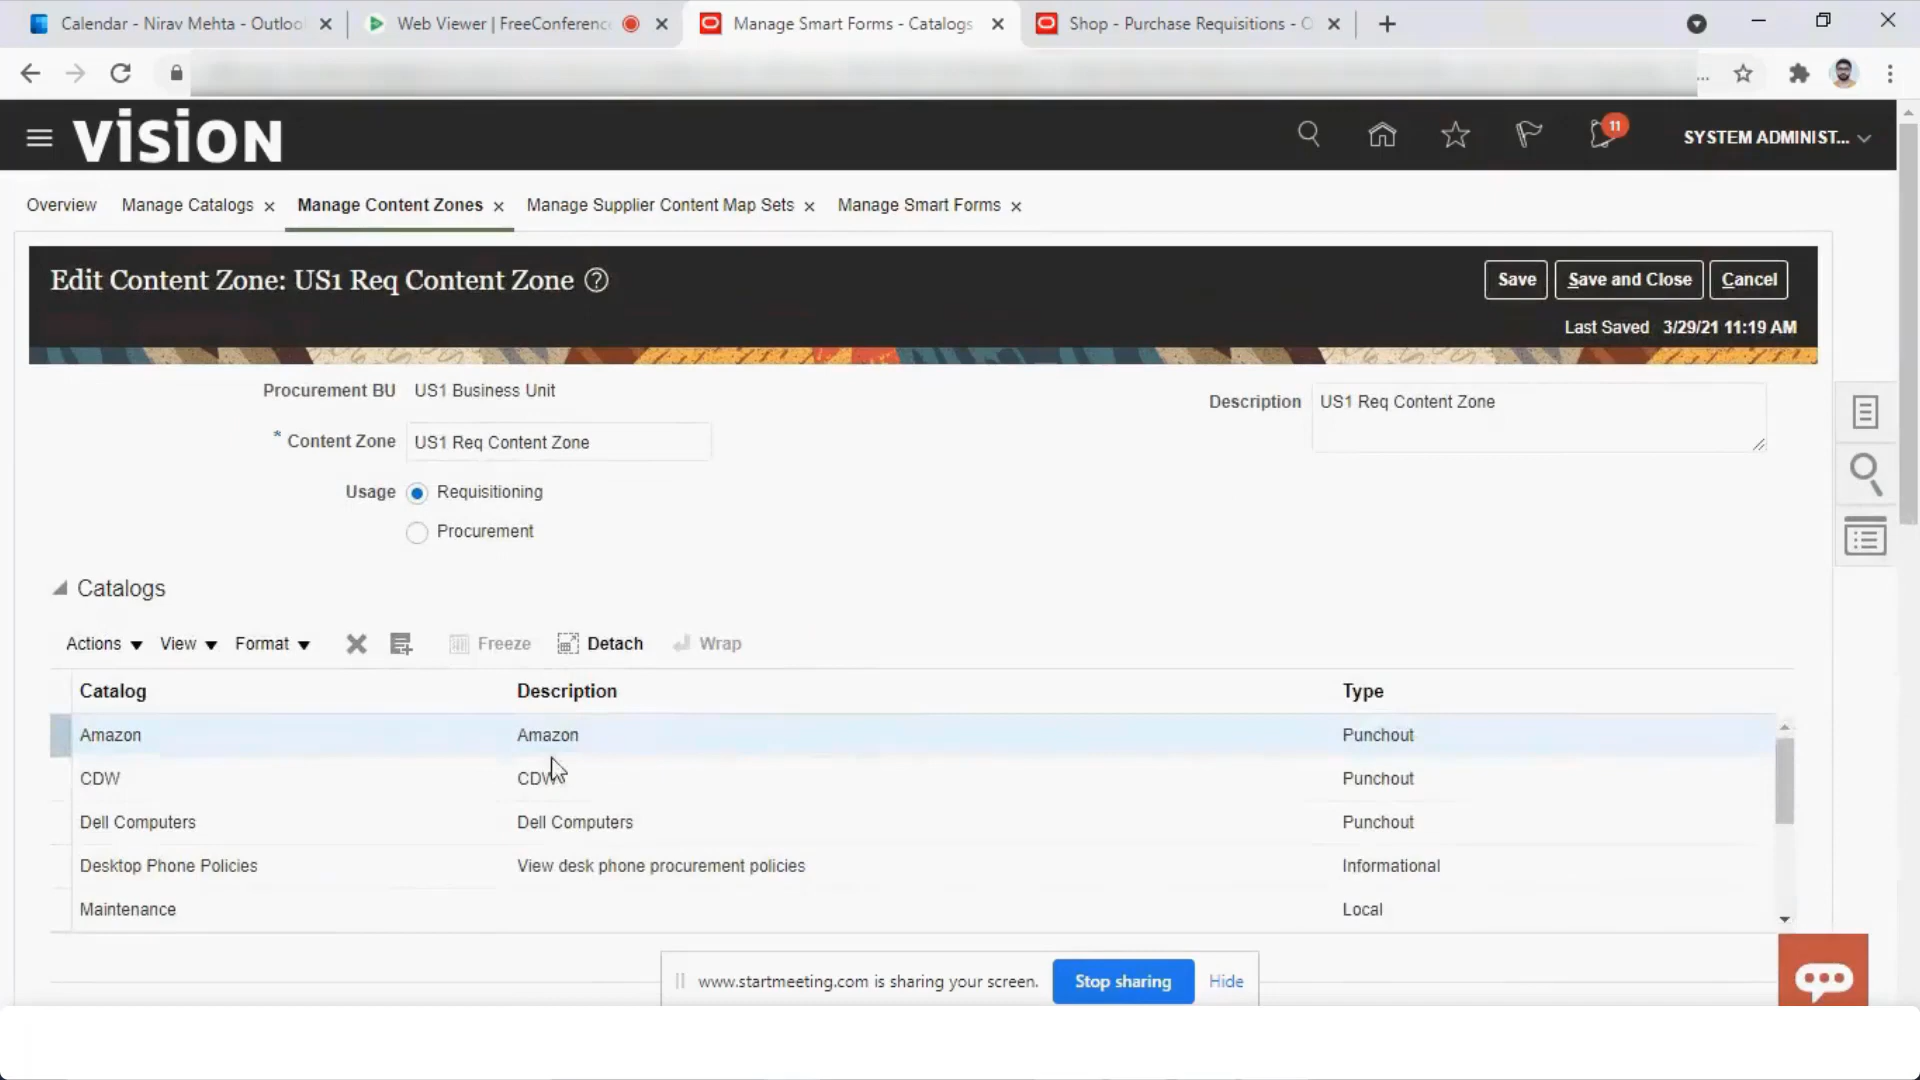 Calendar - Nirav Mehta - Outloo
Web Viewer | FreeConference
Manage Smart Forms - Catalogs
Shop - Purchase Requisitions - O
...
vision
11
SYSTEM ADMINIST...
Overview
Manage Catalogs
Manage Content Zones
Manage Supplier Content Map Sets
Manage Smart Forms
Edit Content Zone: US1 Req Content Zone
Save
Save and Close
Cancel
Last Saved 3/29/21 11:19 AM
Procurement BU US1 Business Unit
Description US1 Req Content Zone
* Content Zone US1 Req Content Zone
Usage Requisitioning
Procurement
Catalogs
Actions View Format Freeze Detach Wrap
Catalog Description Type
Amazon Amazon Punchout
CDW CDW Punchout
Dell Computers Dell Computers Punchout
Desktop Phone Policies View desk phone procurement policies Informational
Maintenance Local
www.startmeeting.com is sharing your screen. Stop sharing Hide